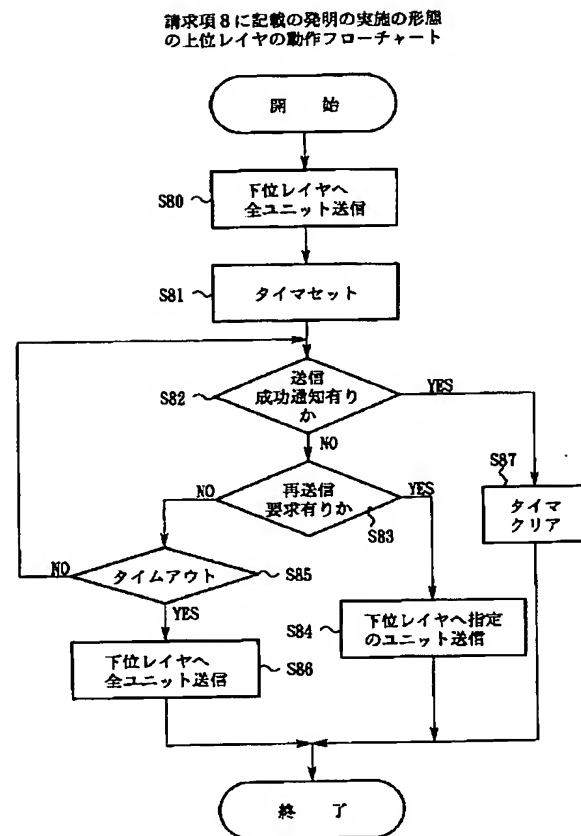 請求項8に記載の発明の実施の形態
の上位レイヤの動作フローチャート
開 始
S80
下位レイヤへ
全ユニット送信
S81
タイマセット
S82
送信
成功通知有り
か
YES
NO
S87
タイマ
クリア
再送信
要求有りか
NO
YES
S83
タイムアウト
NO
S85
YES
S84
下位レイヤへ指定
のユニット送信
下位レイヤへ
全ユニット送信
S86
終 了